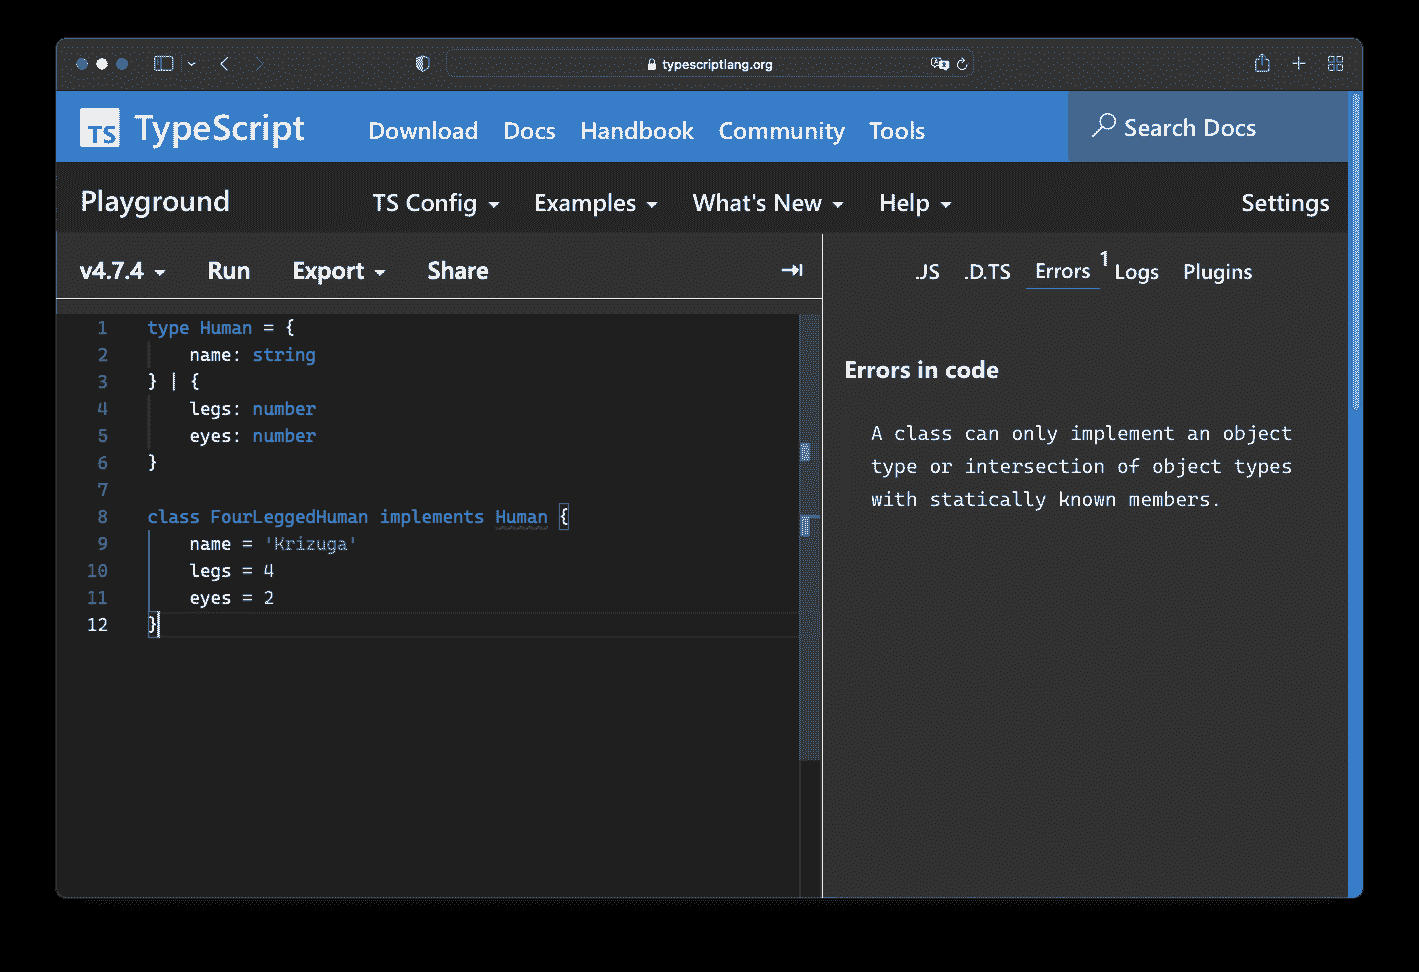 typescriptlang.org
TS TypeScript Download Docs Handbook Community Tools Search Docs
Playground TS Config Examples What's New Help Settings
v4.7.4 Run Export Share .JS .D.TS Errors 1 Logs Plugins
1 type Human = {
2 name: string
3 } | {
4 legs: number
5 eyes: number
6 }
7
8 class FourLeggedHuman implements Human {
9 name = 'Krizuga'
10 legs = 4
11 eyes = 2
12 }
Errors in code
A class can only implement an object
type or intersection of object types
with statically known members.